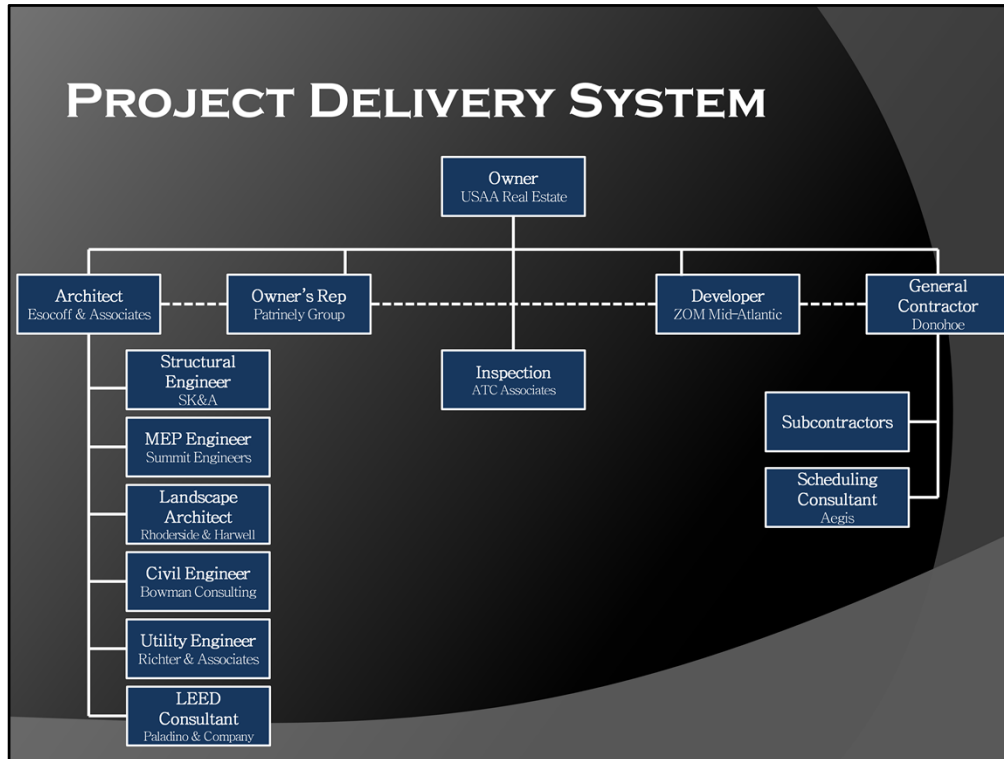 PROJECT DELIVERY SYSTEM
Owner
USAA Real Estate
Architect
Esocoff & Associates
Owner's Rep
Patrinely Group
Developer
ZOM Mid-Atlantic
General
Contractor
Donohoe
Structural
Engineer
SK&A
Inspection
ATC Associates
MEP Engineer
Summit Engineers
Subcontractors
Landscape
Architect
Rhoderside & Harwell
Scheduling
Consultant
Aegis
Civil Engineer
Bowman Consulting
Utility Engineer
Richter & Associates
LEED
Consultant
Paladino & Company